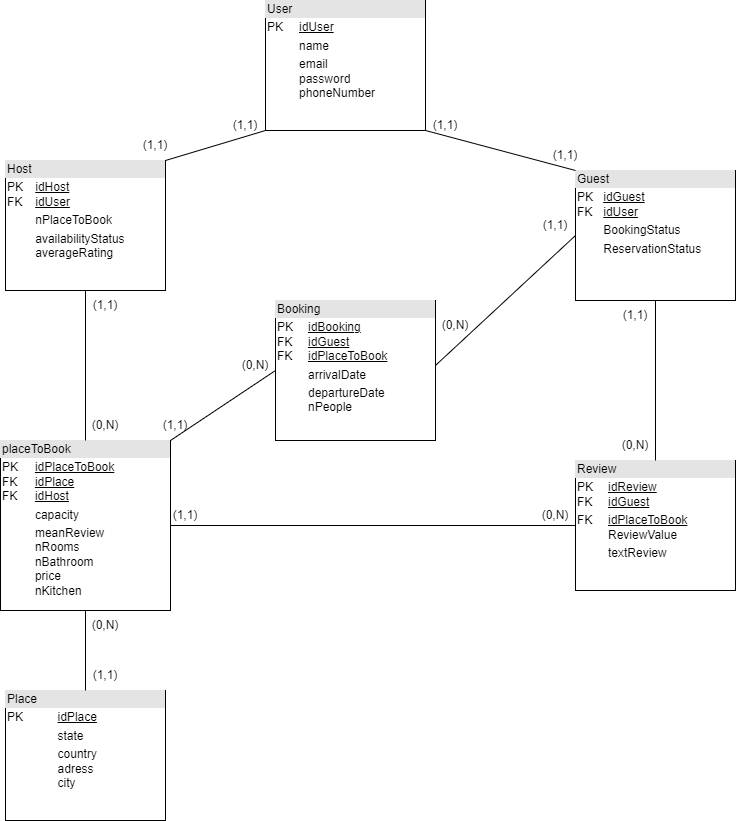 User
PK idUser
name
email
password
phoneNumber
(1,1) (1,1)
(1,1) (1,1)
Host
PK idHost
FK idUser
nPlaceToBook
availabilityStatus
averageRating
Guest
PK idGuest
FK idUser
BookingStatus
ReservationStatus
(1,1)
(1,1)
(1,1)
Booking
PK idBooking
FK idGuest
FK idPlaceToBook
arrivalDate
departureDate
nPeople
(0,N)
(0,N)
(0,N) (1,1)
(0,N)
placeToBook
PK idPlaceToBook
FK idPlace
FK idHost
capacity
meanReview
nRooms
nBathroom
price
nKitchen
Review
PK idReview
FK idGuest
FK idPlaceToBook
ReviewValue
textReview
(1,1) (0,N)
(0,N)
(1,1)
Place
PK idPlace
state
country
adress
city